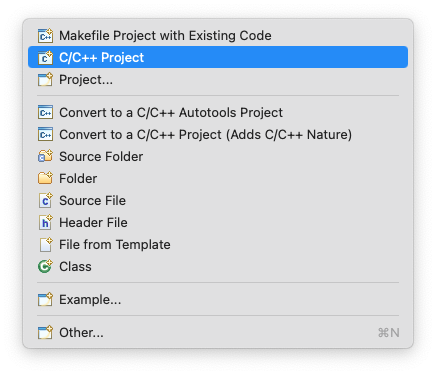 Makefile Project with Existing Code
C/C++ Project
Project...
Convert to a C/C++ Autotools Project
Convert to a C/C++ Project (Adds C/C++ Nature)
Source Folder
Folder
Source File
Header File
File from Template
Class
Example...
Other... ⌘N